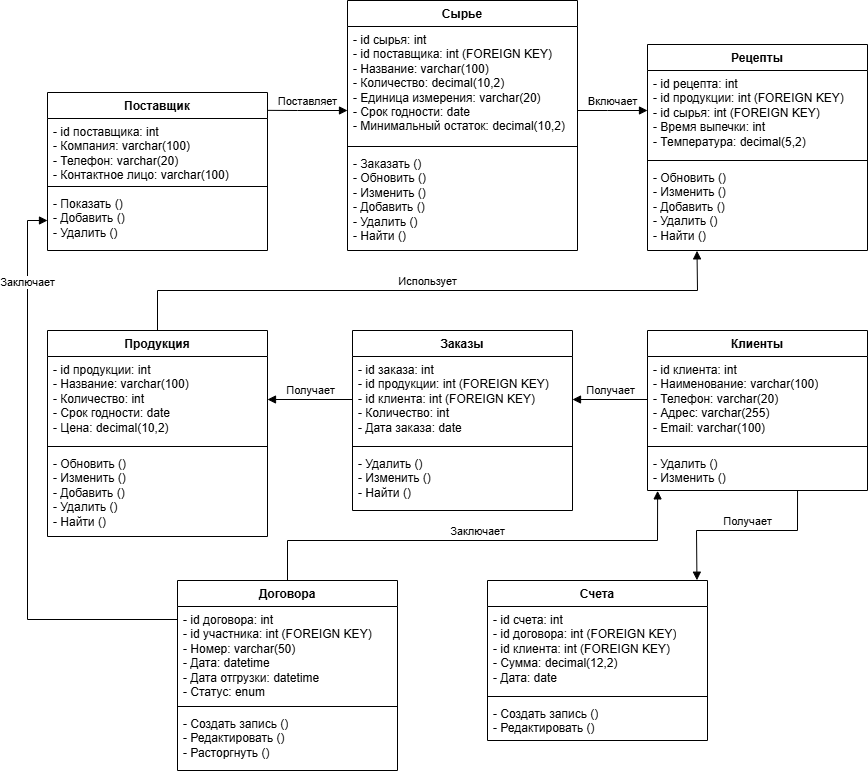 Поставщик
- id поставщика: int
- Компания: varchar(100)
- Телефон: varchar(20)
- Контактное лицо: varchar(100)
- Показать ()
- Добавить ()
- Удалить ()
Поставляет
Сырье
- id сырья: int
- id поставщика: int (FOREIGN KEY)
- Название: varchar(100)
- Количество: decimal(10,2)
- Единица измерения: varchar(20)
- Срок годности: date
- Минимальный остаток: decimal(10,2)
- Заказать ()
- Обновить ()
- Изменить ()
- Добавить ()
- Удалить ()
- Найти ()
Включает
Рецепты
- id рецепта: int
- id продукции: int (FOREIGN KEY)
- id сырья: int (FOREIGN KEY)
- Время выпечки: int
- Температура: decimal(5,2)
- Обновить ()
- Изменить ()
- Добавить ()
- Удалить ()
- Найти ()
Заключает
Использует
Продукция
- id продукции: int
- Название: varchar(100)
- Количество: int
- Срок годности: date
- Цена: decimal(10,2)
- Обновить ()
- Изменить ()
- Добавить ()
- Удалить ()
- Найти ()
Получает
Заказы
- id заказа: int
- id продукции: int (FOREIGN KEY)
- id клиента: int (FOREIGN KEY)
- Количество: int
- Дата заказа: date
- Удалить ()
- Изменить ()
- Найти ()
Получает
Клиенты
- id клиента: int
- Наименование: varchar(100)
- Телефон: varchar(20)
- Адрес: varchar(255)
- Email: varchar(100)
- Удалить ()
- Изменить ()
Заключает
Получает
Договора
- id договора: int
- id участника: int (FOREIGN KEY)
- Номер: varchar(50)
- Дата: datetime
- Дата отгрузки: datetime
- Статус: enum
- Создать запись ()
- Редактировать ()
- Расторгнуть ()
Счета
- id счета: int
- id договора: int (FOREIGN KEY)
- id клиента: int (FOREIGN KEY)
- Сумма: decimal(12,2)
- Дата: date
- Создать запись ()
- Редактировать ()